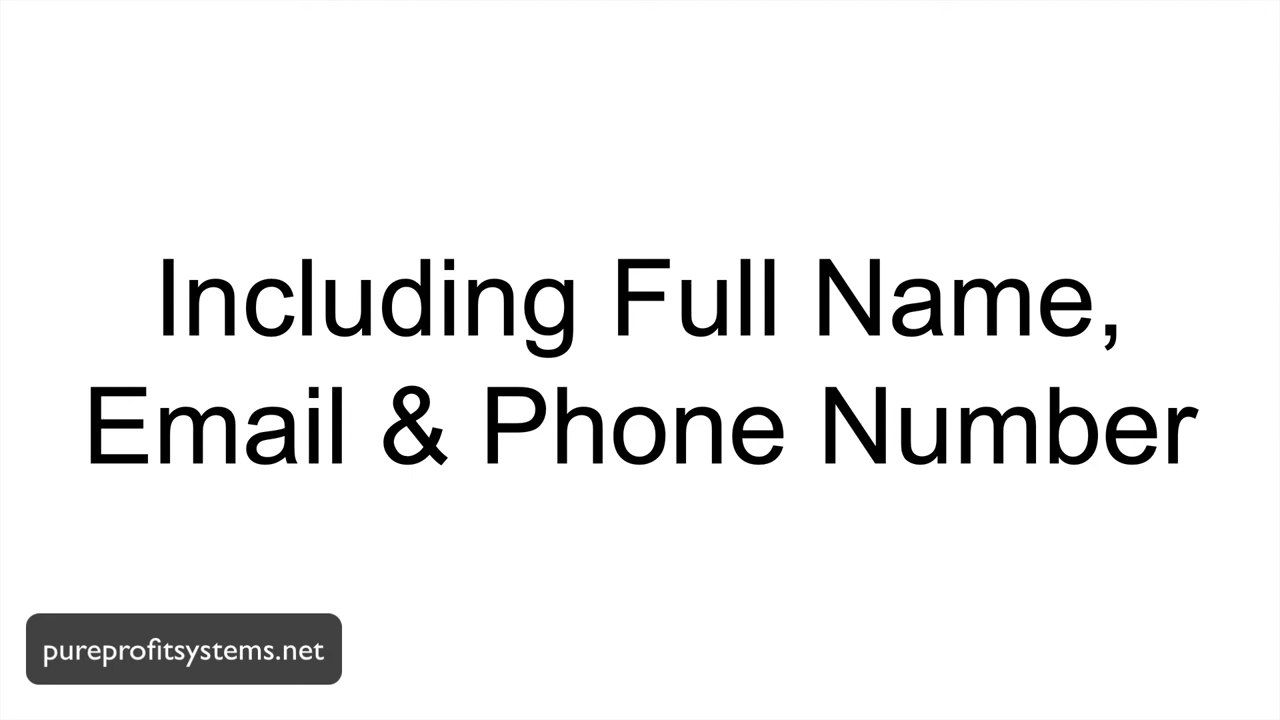 Including Full Name,
Email & Phone Number
pureprofitsystems.net